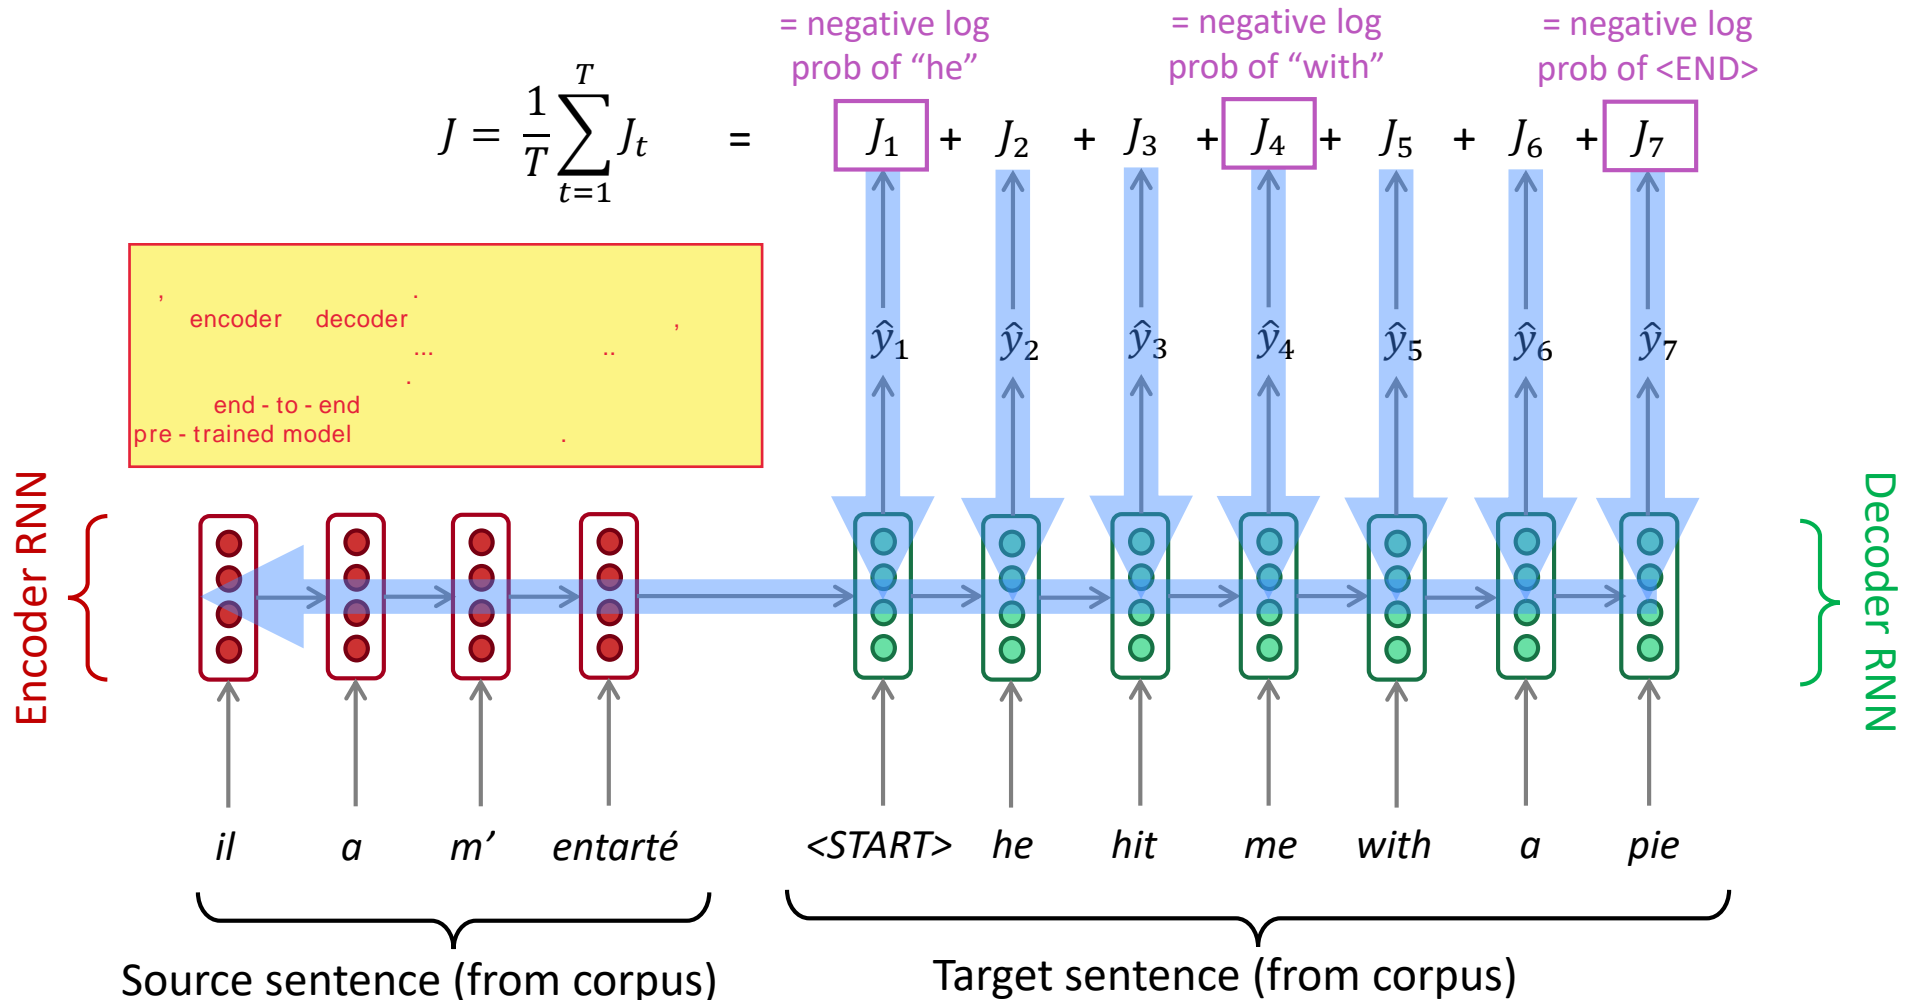 = negative log
prob of “he”
= negative log
prob of “with”
= negative log
prob of <END>
J = 1/T ∑_{t=1}^{T} J_t = J_1 + J_2 + J_3 + J_4 + J_5 + J_6 + J_7
, .
encoder decoder ,
... ..
.
end - to - end
pre - trained model .
ŷ_1 ŷ_2 ŷ_3 ŷ_4 ŷ_5 ŷ_6 ŷ_7
Encoder RNN
Decoder RNN
il a m’ entarté <START> he hit me with a pie
Source sentence (from corpus)
Target sentence (from corpus)